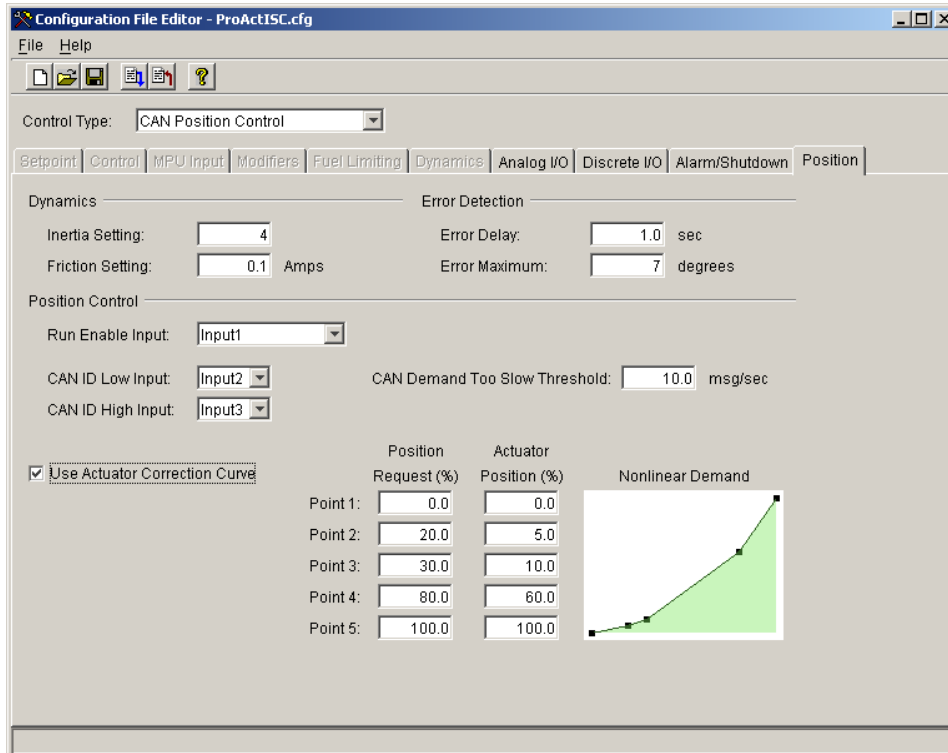 Configuration File Editor - ProActISC.cfg
File Help
Control Type: CAN Position Control
Setpoint Control MPU Input Modifiers Fuel Limiting Dynamics Analog I/O Discrete I/O Alarm/Shutdown Position
Dynamics Error Detection
Inertia Setting: 4 Error Delay: 1.0 sec
Friction Setting: 0.1 Amps Error Maximum: 7 degrees
Position Control
Run Enable Input: Input1
CAN ID Low Input: Input2 CAN Demand Too Slow Threshold: 10.0 msg/sec
CAN ID High Input: Input3
Position Actuator
Use Actuator Correction Curve Request (%) Position (%) Nonlinear Demand
Point 1: 0.0 0.0
Point 2: 20.0 5.0
Point 3: 30.0 10.0
Point 4: 80.0 60.0
Point 5: 100.0 100.0